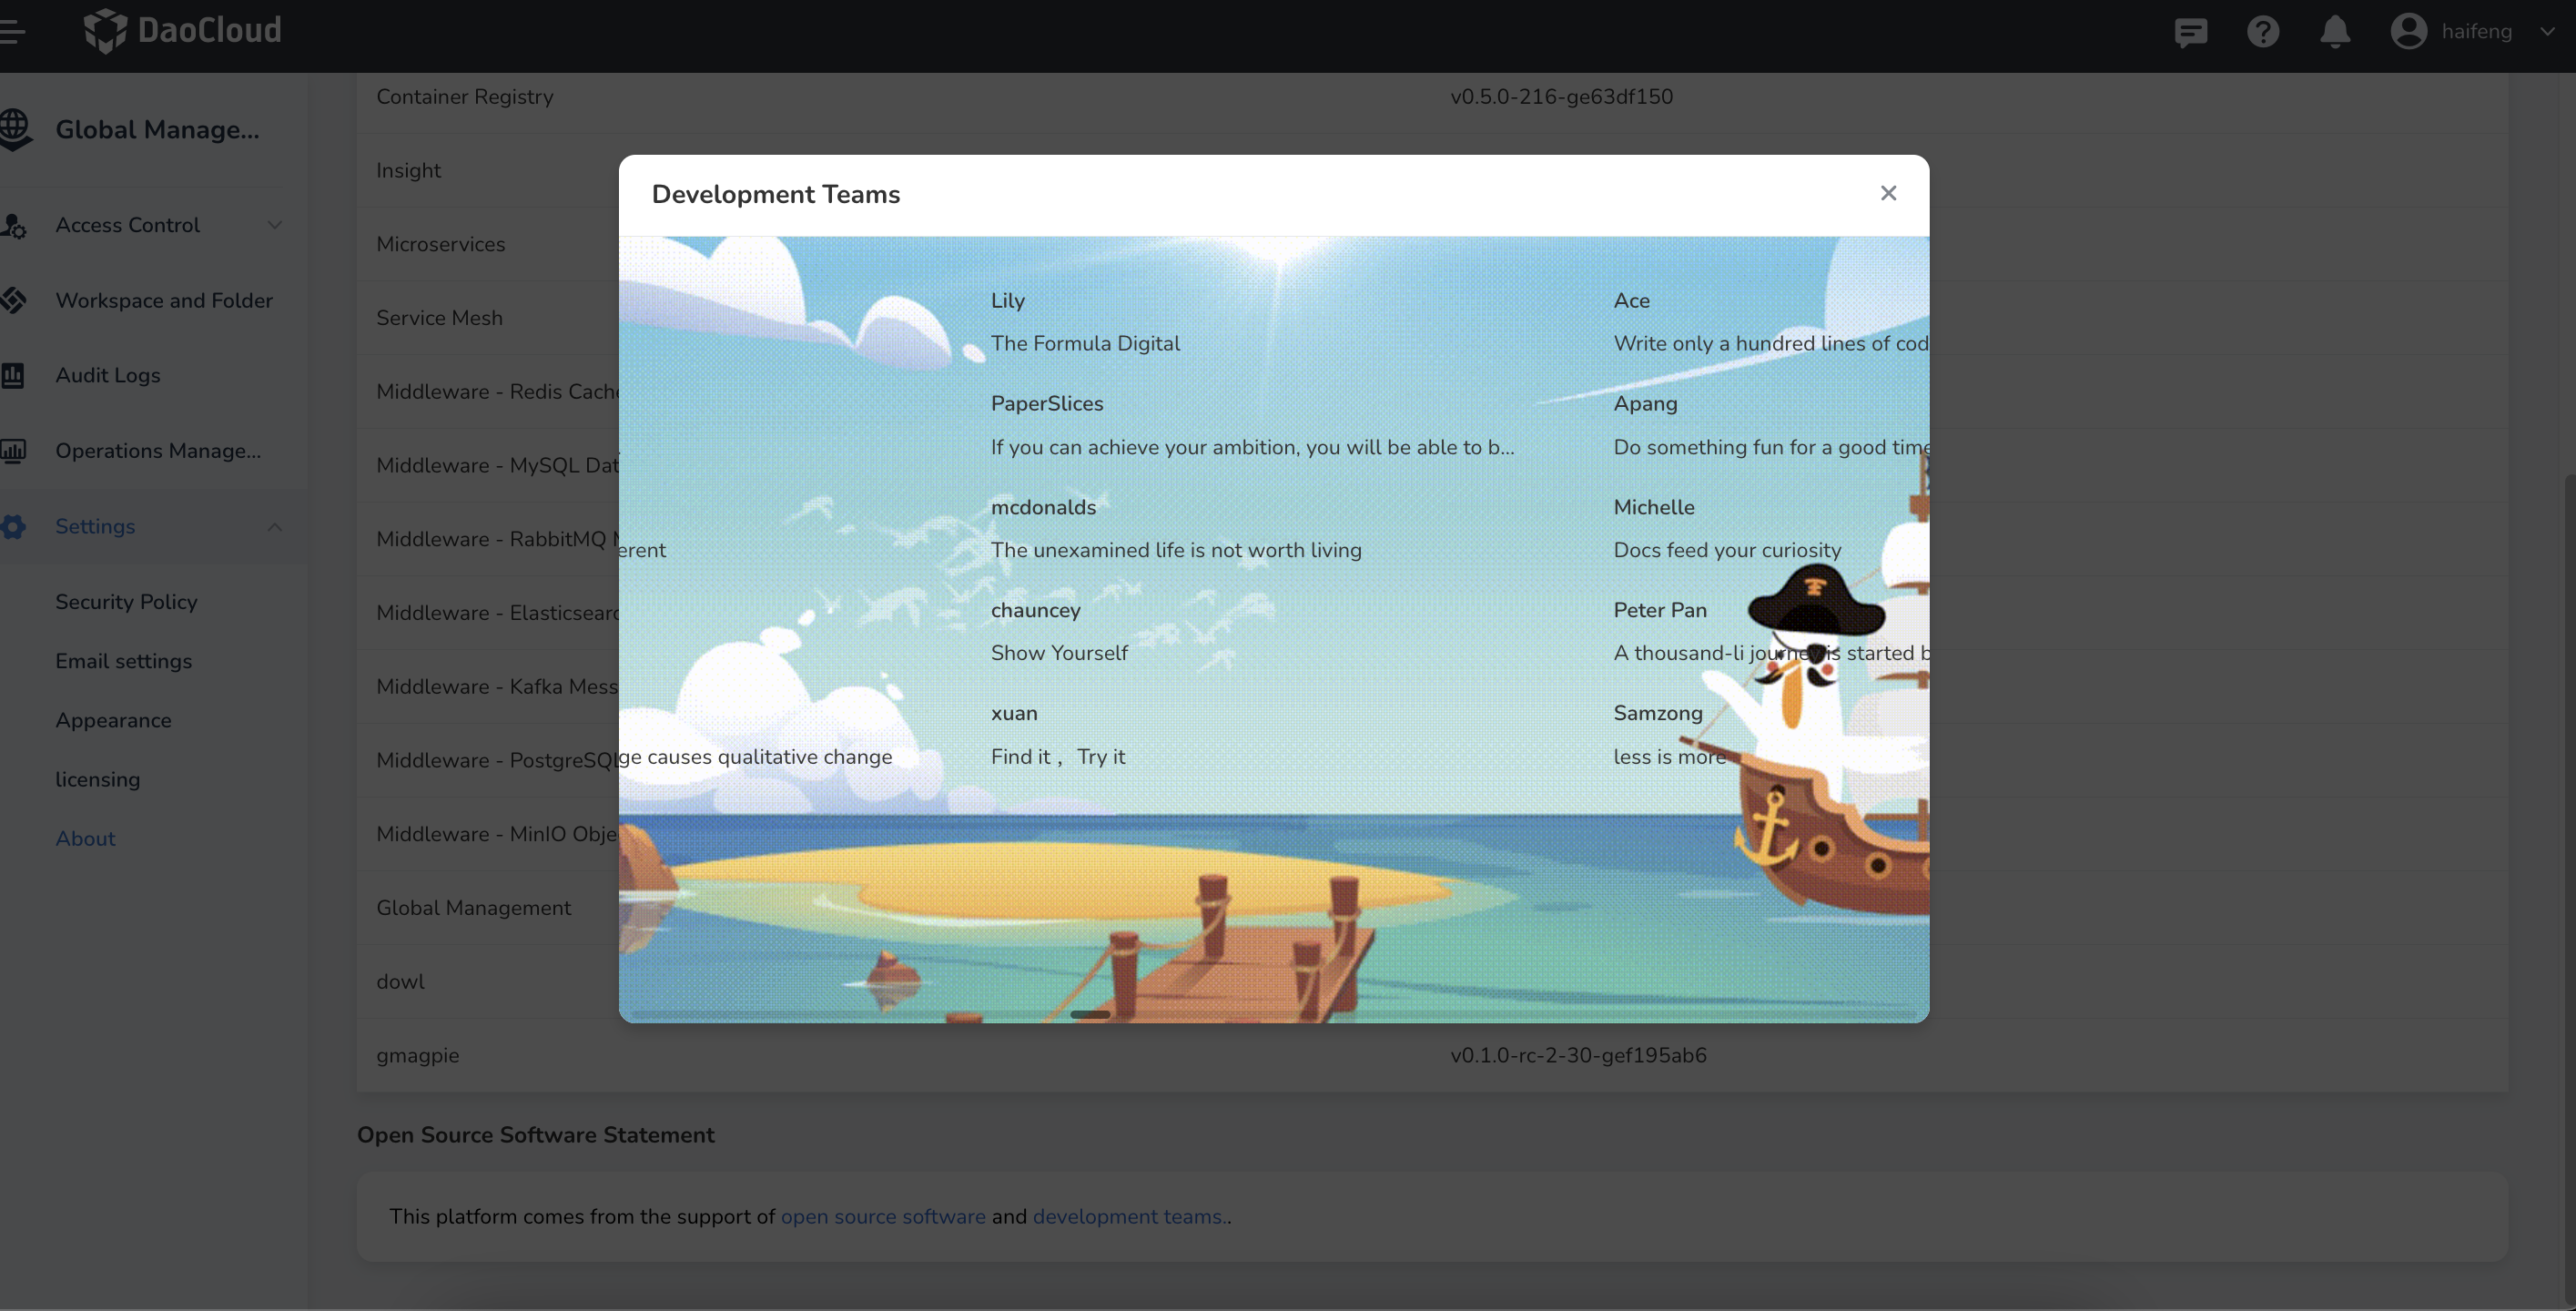 DaoCloud
haifeng
Global Manage...
Access Control
Workspace and Folder
Audit Logs
Operations Manage...
Settings
Security Policy
Email settings
Appearance
licensing
About
Container Registry v0.5.0-216-ge63df150
Insight
Microservices
Service Mesh
Middleware - Redis Cache
Middleware - MySQL Dat
Middleware - RabbitMQ M
Middleware - Elasticsearc
Middleware - Kafka Mess
Middleware - PostgreSQL
Middleware - MinIO Obje
Global Management
dowl
gmagpie v0.1.0-rc-2-30-gef195ab6
Development Teams
erent
ge causes qualitative change
Lily
The Formula Digital
PaperSlices
If you can achieve your ambition, you will be able to b...
mcdonalds
The unexamined life is not worth living
chauncey
Show Yourself
xuan
Find it， Try it
Ace
Write only a hundred lines of cod
Apang
Do something fun for a good time
Michelle
Docs feed your curiosity
Peter Pan
A thousand-li journey is started b
Samzong
less is more
Open Source Software Statement
This platform comes from the support of open source software and development teams..